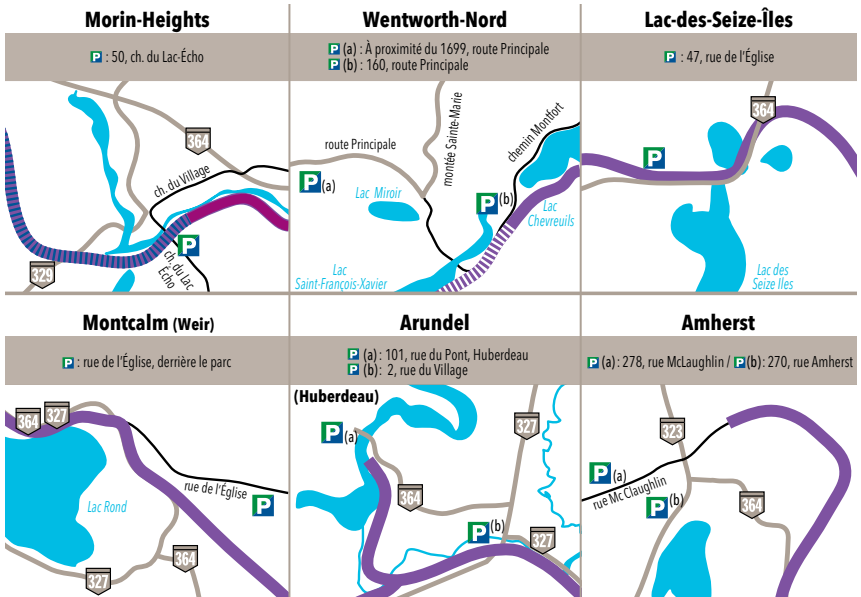 Morin-Heights
P : 50, ch. du Lac-Écho
364
ch. du Village
P
329
ch. du Lac
Écho
Wentworth-Nord
P (a) : À proximité du 1699, route Principale
P (b) : 160, route Principale
route Principale
montée Sainte-Marie
chemin Montfort
P (a)
Lac Miroir
P (b)
Lac
Chevreuils
Lac
Saint-François-Xavier
Lac-des-Seize-Îles
P : 47, rue de l'Église
364
P
Lac des
Seize Iles
Montcalm (Weir)
P : rue de l'Église, derrière le parc
364
327
rue de l'Église
P
Lac Rond
364
327
Arundel
P (a) : 101, rue du Pont, Huberdeau
P (b) : 2, rue du Village
(Huberdeau)
P (a)
327
364
P (b)
327
Amherst
P (a) : 278, rue McLaughlin / P (b) : 270, rue Amherst
323
P (a)
rue Mc Claughlin
P (b)
364